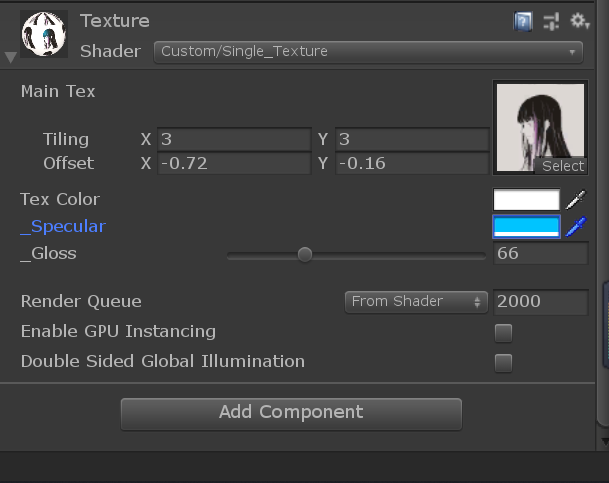 Texture
Shader Custom/Single_Texture
Main Tex
Tiling X 3 Y 3
Offset X -0.72 Y -0.16
Select
Tex Color
_Specular
_Gloss 66
Render Queue From Shader 2000
Enable GPU Instancing
Double Sided Global Illumination
Add Component